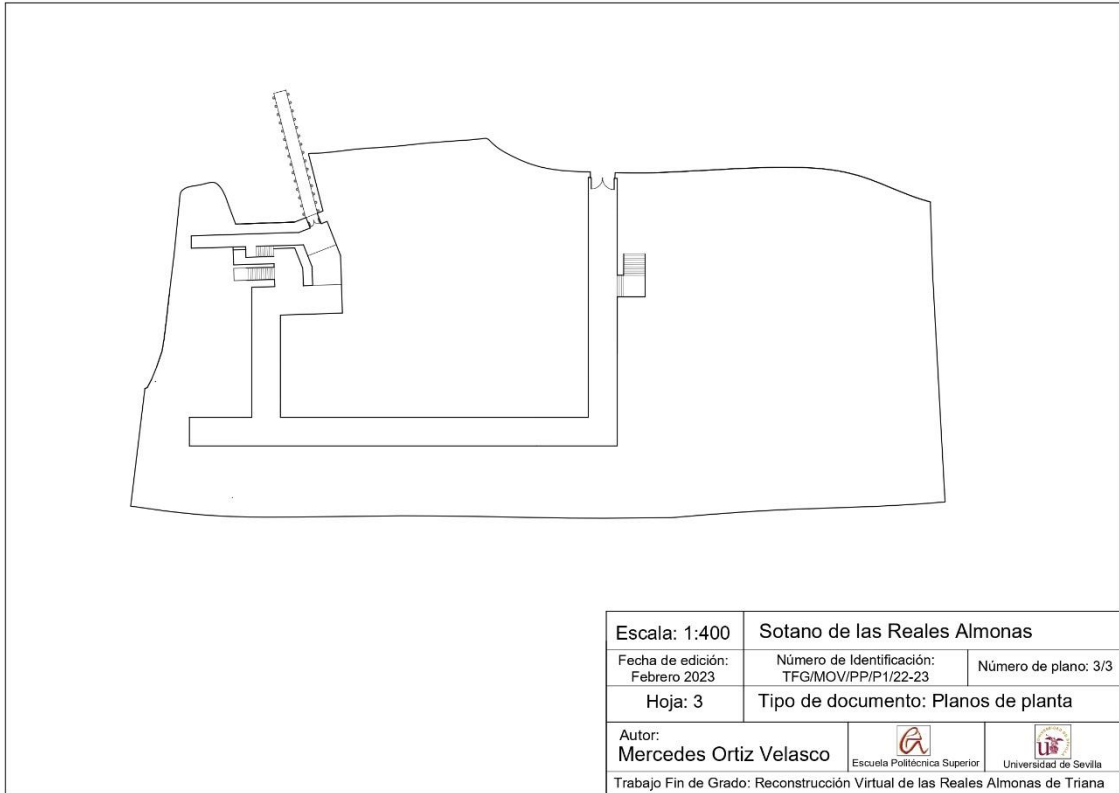 Escala: 1:400
Sotano de las Reales Almonas
Fecha de edición:
Febrero 2023
Número de Identificación:
TFG/MOV/PP/P1/22-23
Número de plano: 3/3
Hoja: 3
Tipo de documento: Planos de planta
Autor:
Mercedes Ortiz Velasco
Escuela Politécnica Superior
Universidad de Sevilla
Trabajo Fin de Grado: Reconstrucción Virtual de las Reales Almonas de Triana